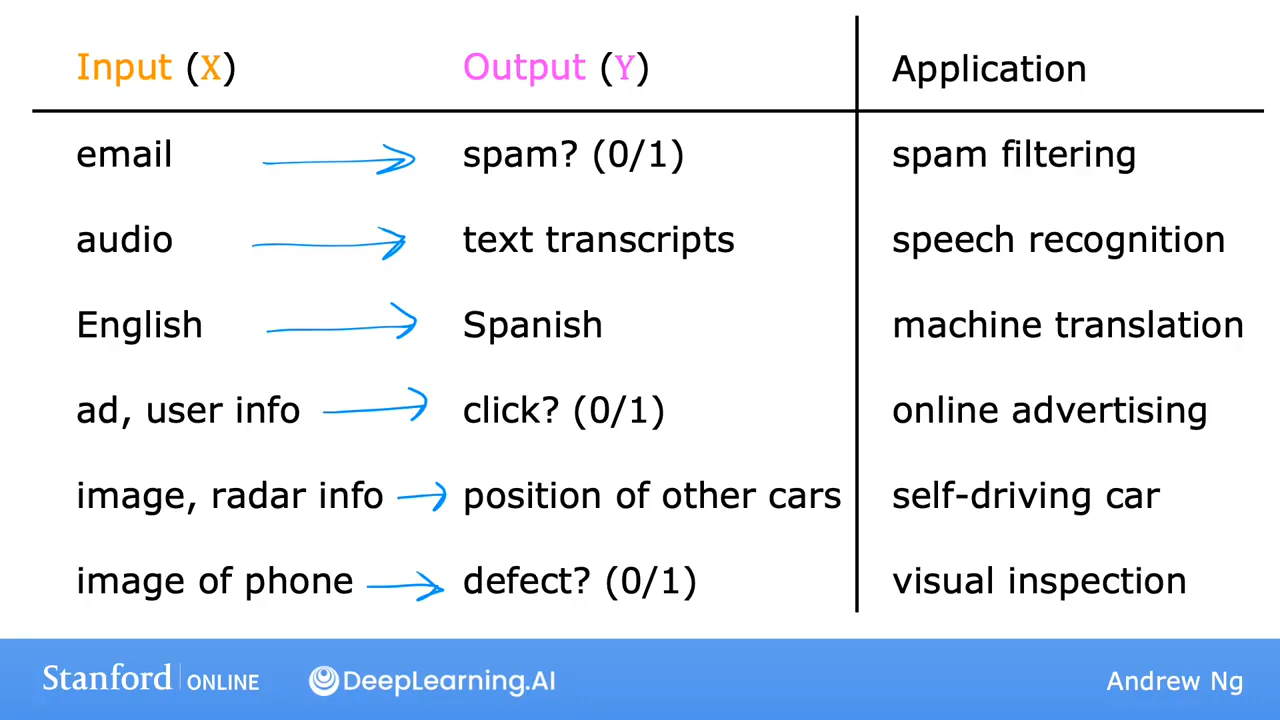 Input (X) Output (Y) Application
email spam? (0/1) spam filtering
audio text transcripts speech recognition
English Spanish machine translation
ad, user info click? (0/1) online advertising
image, radar info position of other cars self-driving car
image of phone defect? (0/1) visual inspection
Stanford ONLINE DeepLearning.AI Andrew Ng